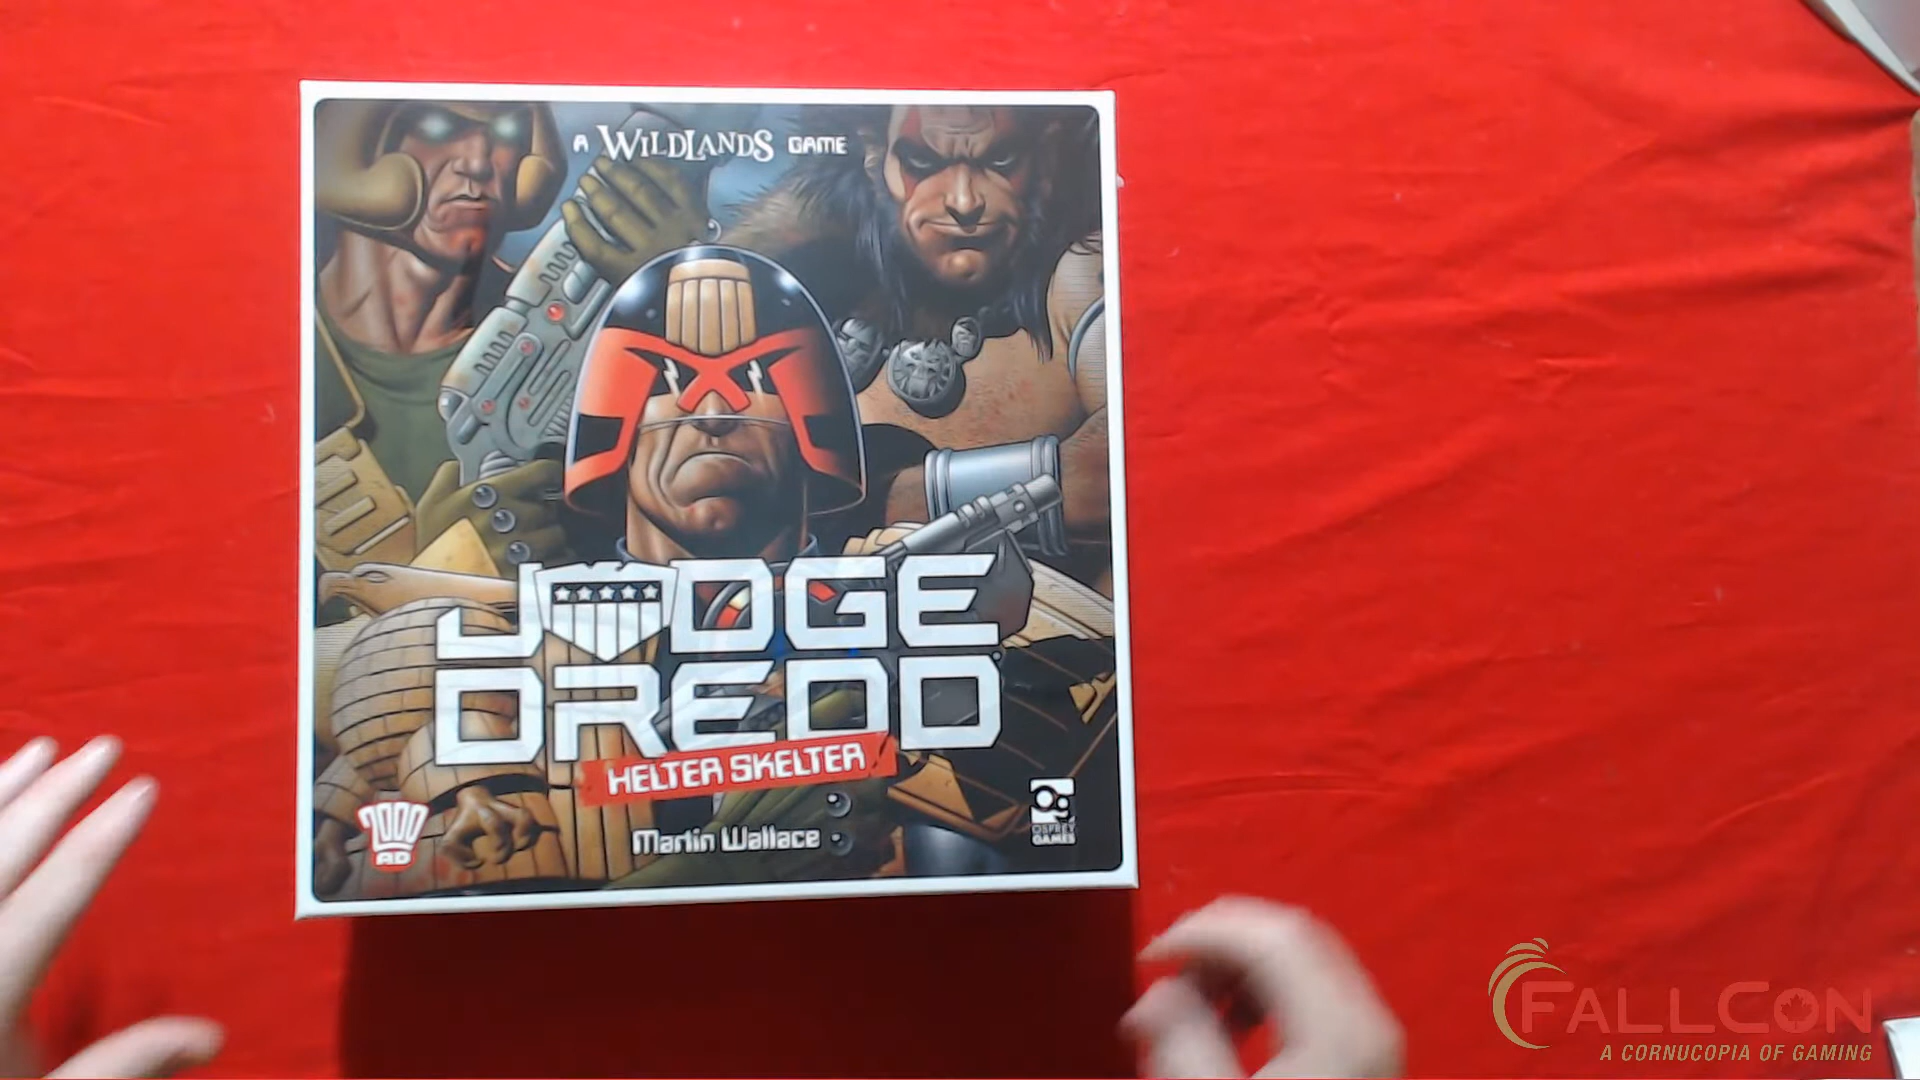 A WILDLANDS GAME
JUDGE
DREDD
HELTER SKELTER
2000
AD
Martin Wallace
OSPREY
GAMES
FALLCON
A CORNUCOPIA OF GAMING